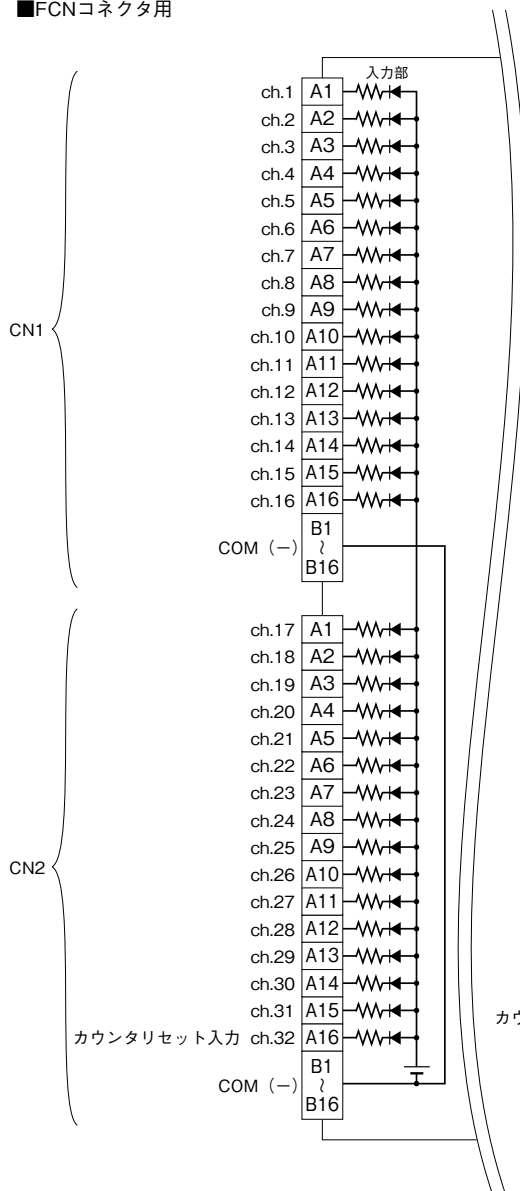 ■FCNコネクタ用
入力部
CN1
ch.1 A1
ch.2 A2
ch.3 A3
ch.4 A4
ch.5 A5
ch.6 A6
ch.7 A7
ch.8 A8
ch.9 A9
ch.10 A10
ch.11 A11
ch.12 A12
ch.13 A13
ch.14 A14
ch.15 A15
ch.16 A16
COM（−） B1 ~ B16
CN2
ch.17 A1
ch.18 A2
ch.19 A3
ch.20 A4
ch.21 A5
ch.22 A6
ch.23 A7
ch.24 A8
ch.25 A9
ch.26 A10
ch.27 A11
ch.28 A12
ch.29 A13
ch.30 A14
ch.31 A15
カウンタリセット入力 ch.32 A16
COM（−） B1 ~ B16